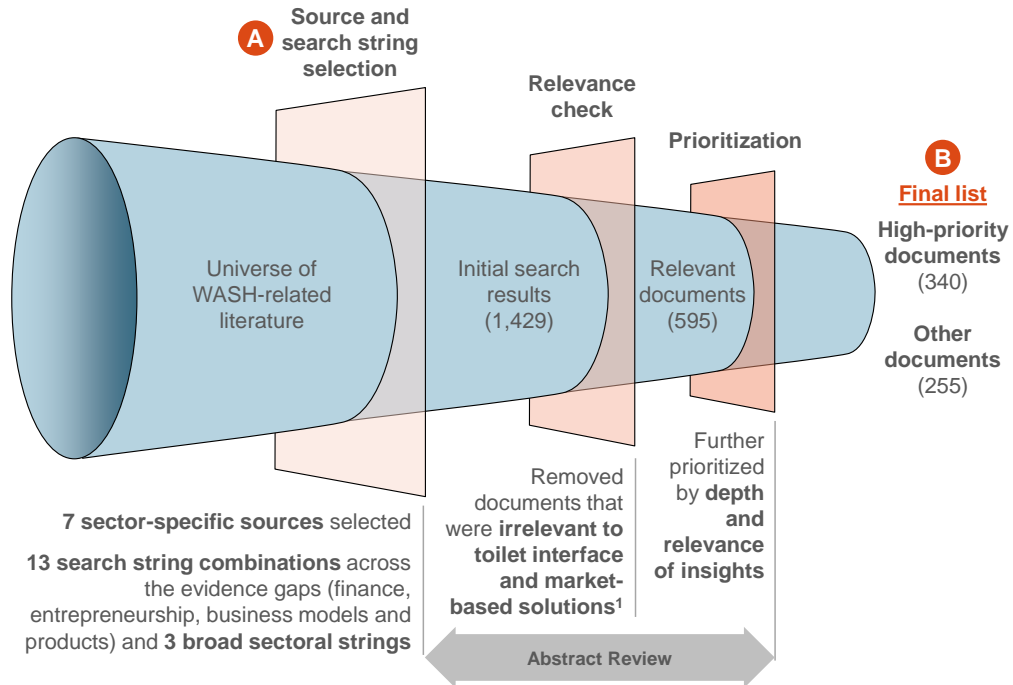 A
Source and
search string
selection
Relevance
check
Prioritization
B
Final list
High-priority
documents
(340)
Other
documents
(255)
Universe of
WASH-related
literature
Initial search
results
(1,429)
Relevant
documents
(595)
7 sector-specific sources selected
13 search string combinations across
the evidence gaps (finance,
entrepreneurship, business models and
products) and 3 broad sectoral strings
Removed
documents that
were irrelevant to
toilet interface
and market-
based solutions¹
Further
prioritized
by depth
and
relevance
of insights
Abstract Review